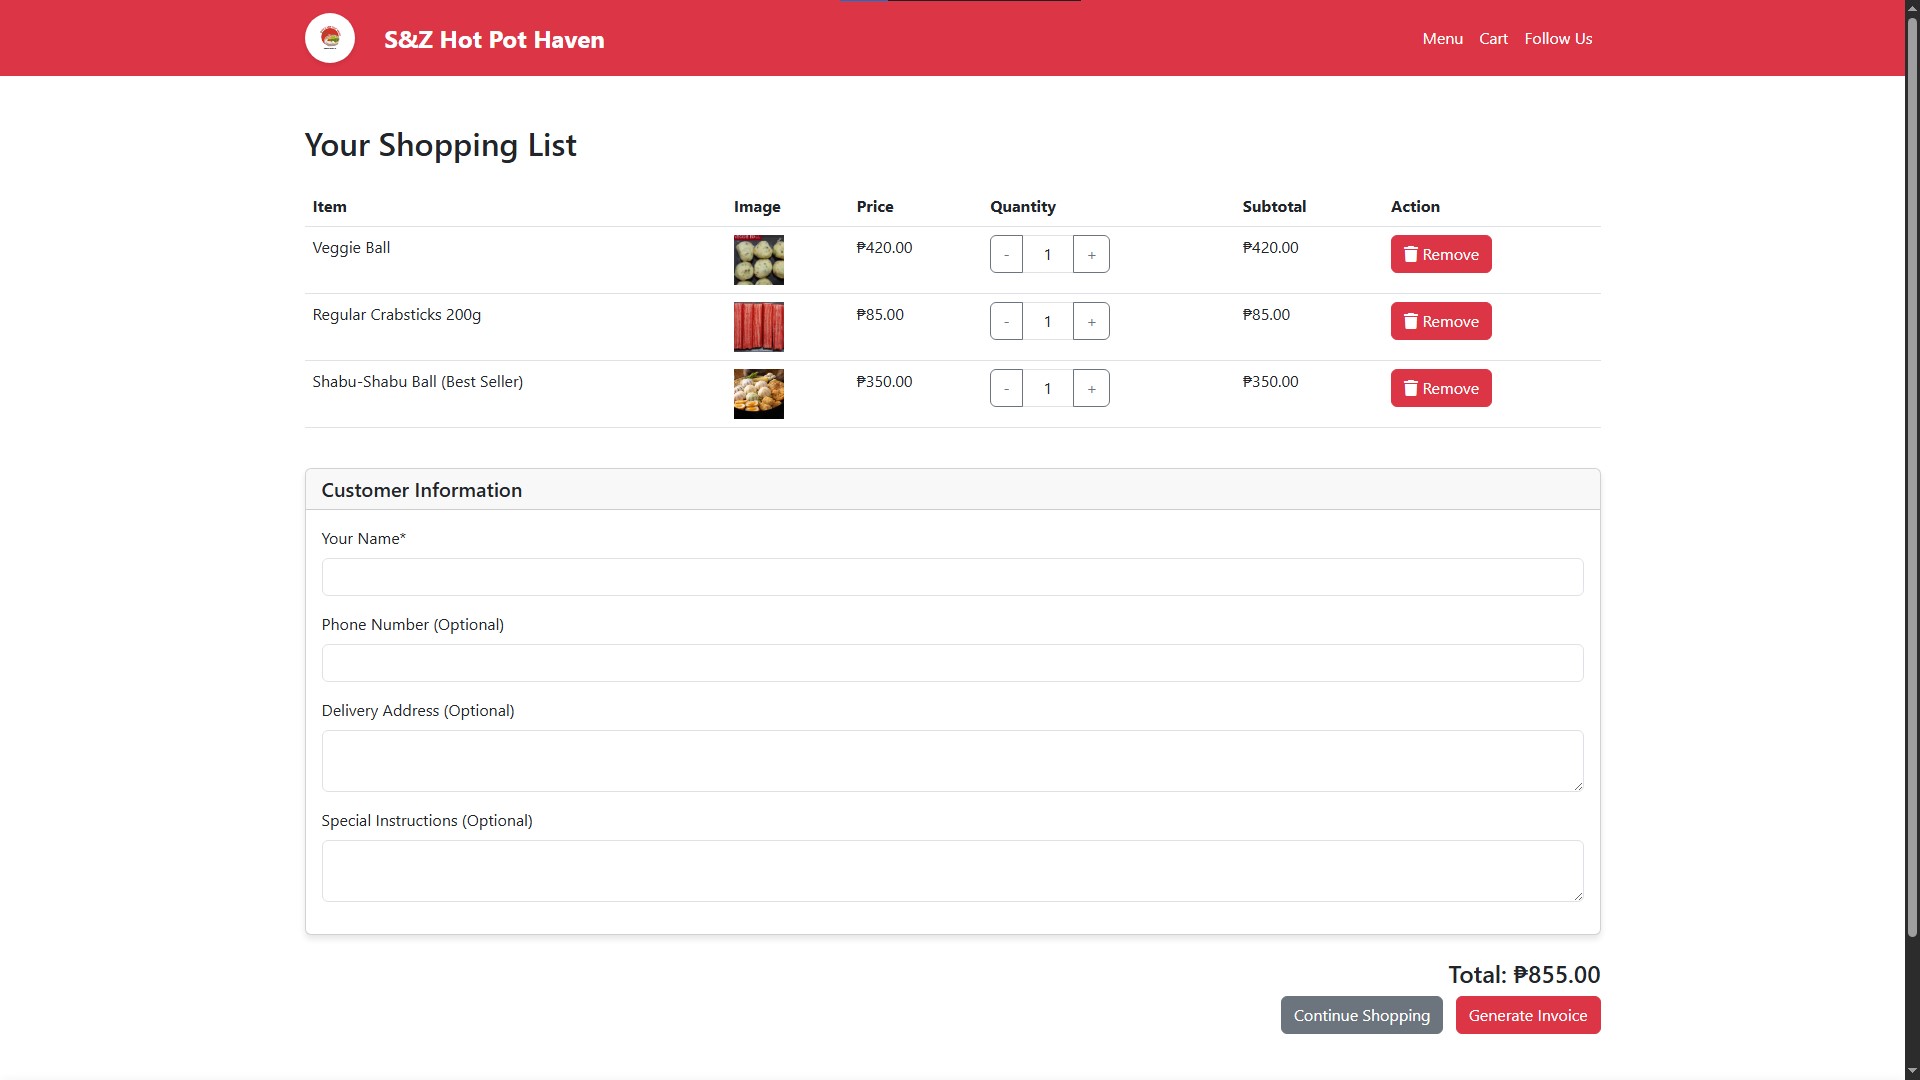 S&Z Hot Pot Haven
Menu Cart Follow Us
Your Shopping List
Item Image Price Quantity Subtotal Action
Veggie Ball ₱420.00 - 1 + ₱420.00 Remove
Regular Crabsticks 200g ₱85.00 - 1 + ₱85.00 Remove
Shabu-Shabu Ball (Best Seller) ₱350.00 - 1 + ₱350.00 Remove
Customer Information
Your Name*
Phone Number (Optional)
Delivery Address (Optional)
Special Instructions (Optional)
Total: ₱855.00
Continue Shopping Generate Invoice